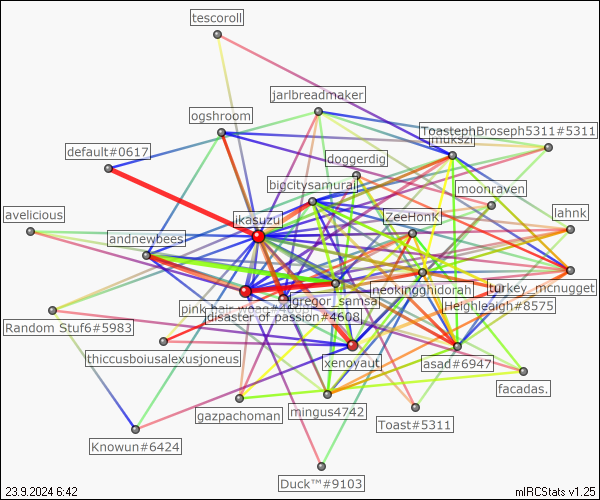 tescoroll
jarlbreadmaker
ogshroom
ToastephBroseph5311#5311
mukszi
default#0617
doggerdig
bigcitysamurai
moonraven
avelicious
ikasuzu
ZeeHonk
lahnk
andnewbees
neokingghidorah
turkey_mcnugget
gregor_samsa
Heighleaigh#8575
disaster of passion#4608
Random Stuf6#5983
thiccusboiusalexusjoneus
xenoyaut
asad#6947
facadas.
gazpachoman
mingus4742
Toast#5311
Knowun#6424
Duck™#9103
23.9.2024 6:42
mIRCStats v1.25